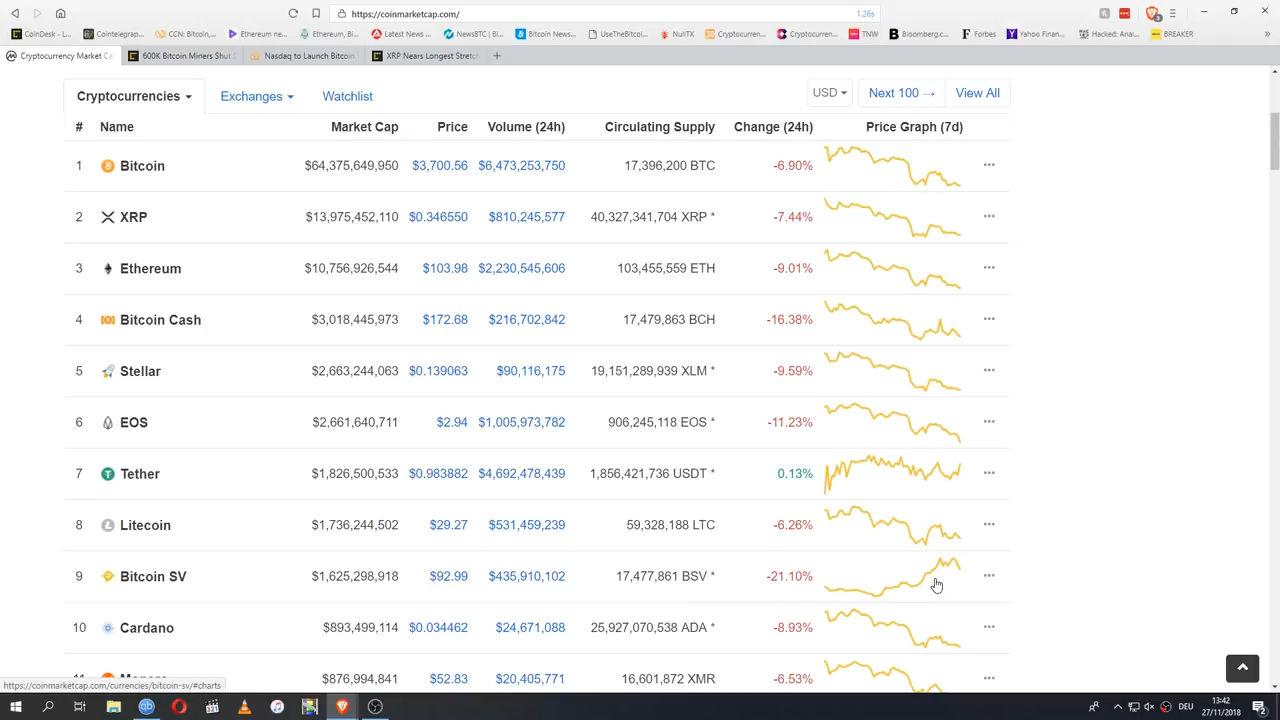 https://coinmarketcap.com/
1.26s
CoinDesk - L...
Cointelegrap...
CCN: Bitcoin, ...
Ethereum ne...
Ethereum, Bi...
Latest News ...
NewsBTC | Bi...
Bitcoin News...
UseTheBitcoi...
NullTX
Cryptocurren...
Cryptocurren...
TNW
Bloomberg.c...
Forbes
Yahoo Finan...
Hacked: Anal...
BREAKER
Cryptocurrency Market Ca
600K Bitcoin Miners Shut
Nasdaq to Launch Bitcoin
XRP Nears Longest Stretch
Cryptocurrencies
Exchanges
Watchlist
USD
Next 100 →
View All
# Name Market Cap Price Volume (24h) Circulating Supply Change (24h) Price Graph (7d)
1 Bitcoin $64,375,649,950 $3,700.56 $6,473,253,750 17,396,200 BTC -6.90%
2 XRP $13,975,452,110 $0.346550 $810,245,577 40,327,341,704 XRP * -7.44%
3 Ethereum $10,756,926,544 $103.98 $2,230,545,606 103,455,559 ETH -9.01%
4 Bitcoin Cash $3,018,445,973 $172.68 $216,702,842 17,479,863 BCH -16.38%
5 Stellar $2,663,244,063 $0.139063 $90,116,175 19,151,289,939 XLM * -9.59%
6 EOS $2,661,640,711 $2.94 $1,005,973,782 906,245,118 EOS * -11.23%
7 Tether $1,826,500,533 $0.983882 $4,692,478,439 1,856,421,736 USDT * 0.13%
8 Litecoin $1,736,244,502 $29.27 $531,459,239 59,328,188 LTC -6.26%
9 Bitcoin SV $1,625,298,918 $92.99 $435,910,102 17,477,861 BSV * -21.10%
10 Cardano $893,499,114 $0.034462 $24,671,088 25,927,070,538 ADA * -8.93%
11 Monero $876,994,841 $52.83 $20,405,771 16,601,872 XMR -6.53%
https://coinmarketcap.com/currencies/bitcoin-sv/#charts
DEU
13:42
27/11/2018